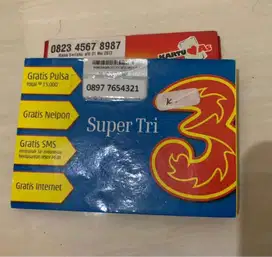 0823 4567 8987
KARTU As
Gratis Pulsa
0897 7654321
Gratis Nelpon
K-
Super Tri
3
Gratis SMS
Gratis Internet